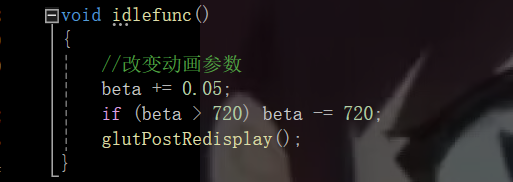 void idlefunc()
{
//改变动画参数
beta += 0.05;
if (beta > 720) beta -= 720;
glutPostRedisplay();
}